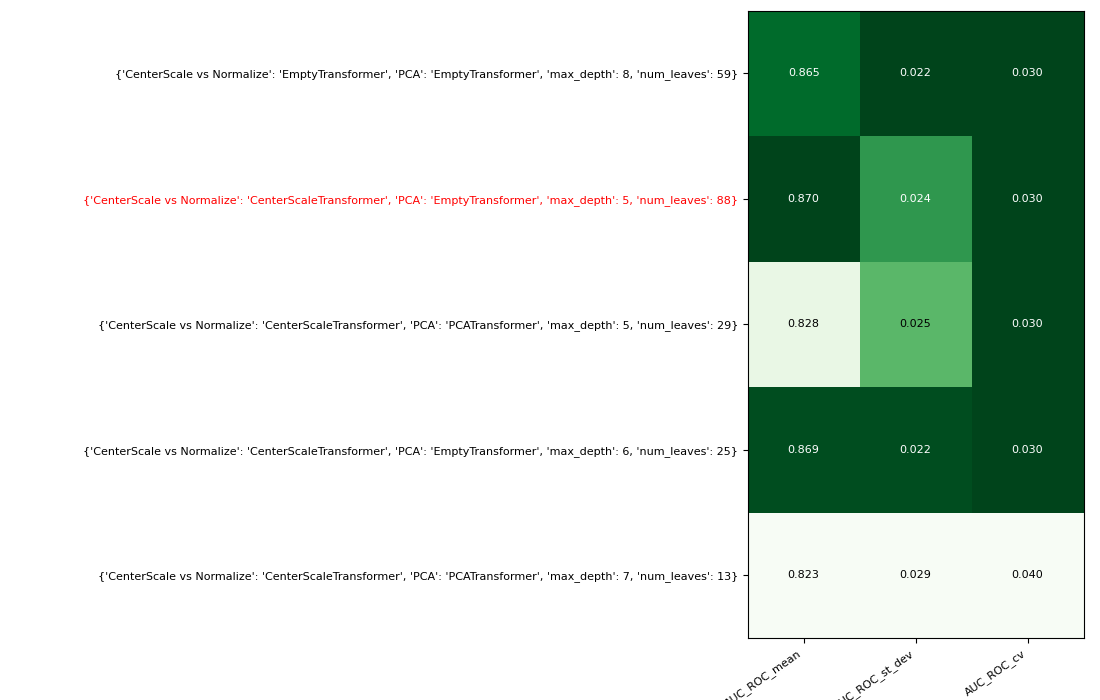 {'CenterScale vs Normalize': 'EmptyTransformer', 'PCA': 'EmptyTransformer', 'max_depth': 8, 'num_leaves': 59} 0.865 0.022 0.030
{'CenterScale vs Normalize': 'CenterScaleTransformer', 'PCA': 'EmptyTransformer', 'max_depth': 5, 'num_leaves': 88} 0.870 0.024 0.030
{'CenterScale vs Normalize': 'CenterScaleTransformer', 'PCA': 'PCATransformer', 'max_depth': 5, 'num_leaves': 29} 0.828 0.025 0.030
{'CenterScale vs Normalize': 'CenterScaleTransformer', 'PCA': 'EmptyTransformer', 'max_depth': 6, 'num_leaves': 25} 0.869 0.022 0.030
{'CenterScale vs Normalize': 'CenterScaleTransformer', 'PCA': 'PCATransformer', 'max_depth': 7, 'num_leaves': 13} 0.823 0.029 0.040
UC_ROC_mean
UC_ROC_st_dev
AUC_ROC_cv